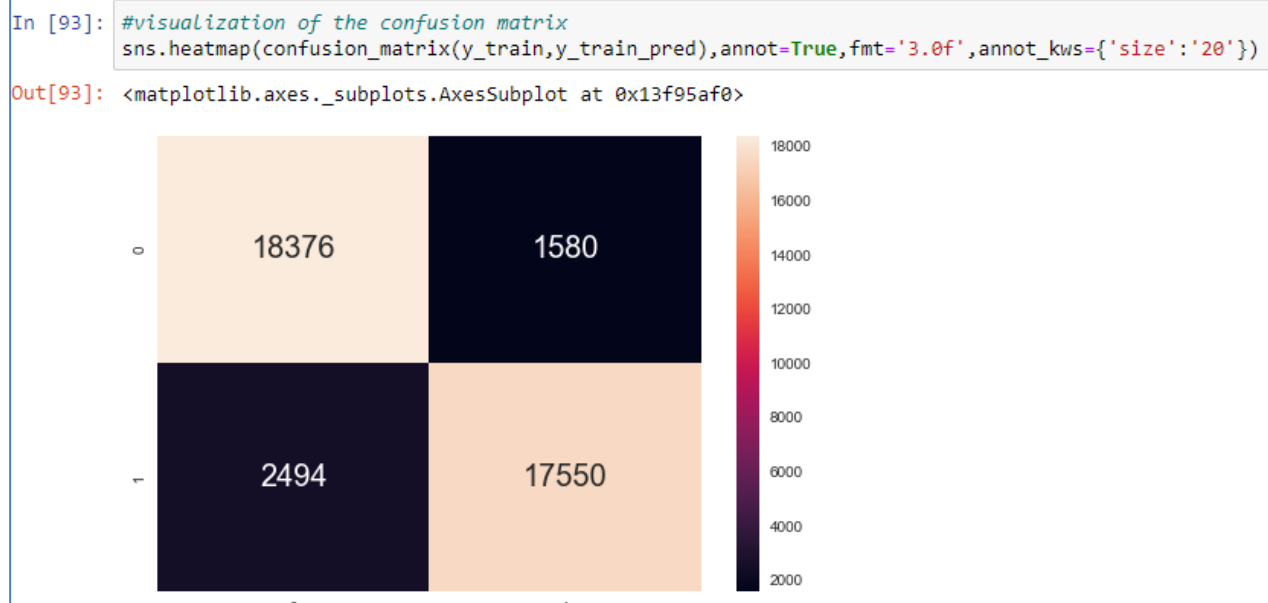 In [93]: #visualization of the confusion matrix
sns.heatmap(confusion_matrix(y_train,y_train_pred),annot=True,fmt='3.0f',annot_kws={'size':'20'})
Out[93]: <matplotlib.axes._subplots.AxesSubplot at 0x13f95af0>
18000
16000
0 18376 1580
14000
12000
10000
8000
1 2494 17550
6000
4000
2000